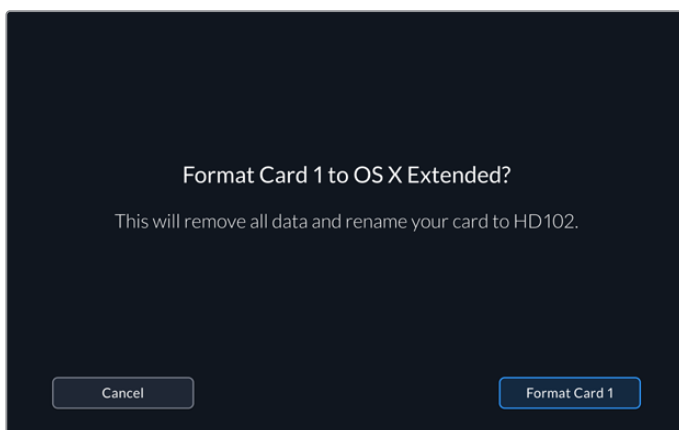 Format Card 1 to OS X Extended?
This will remove all data and rename your card to HD102.
Cancel
Format Card 1